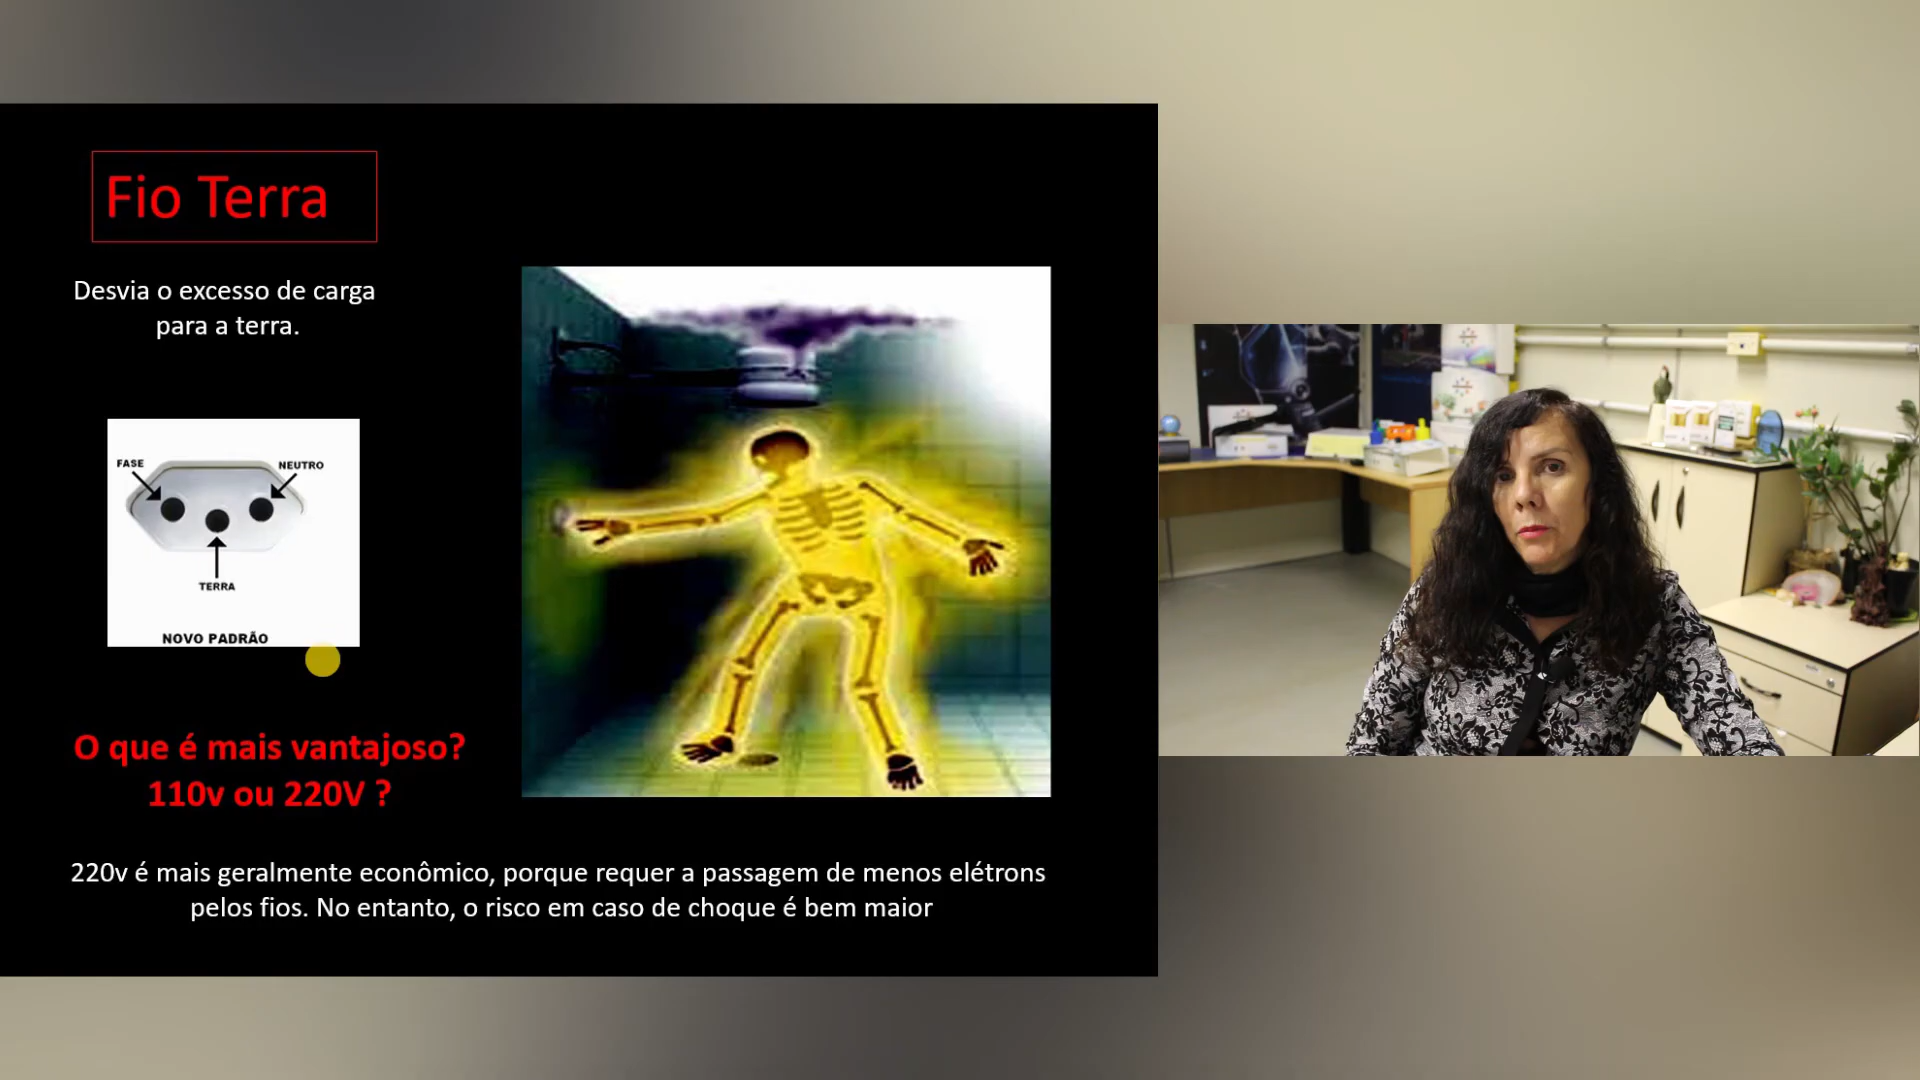 Fio Terra
Desvia o excesso de carga
para a terra.
FASE
NEUTRO
TERRA
NOVO PADRÃO
O que é mais vantajoso?
110v ou 220V ?
220v é mais geralmente econômico, porque requer a passagem de menos elétrons
pelos fios. No entanto, o risco em caso de choque é bem maior